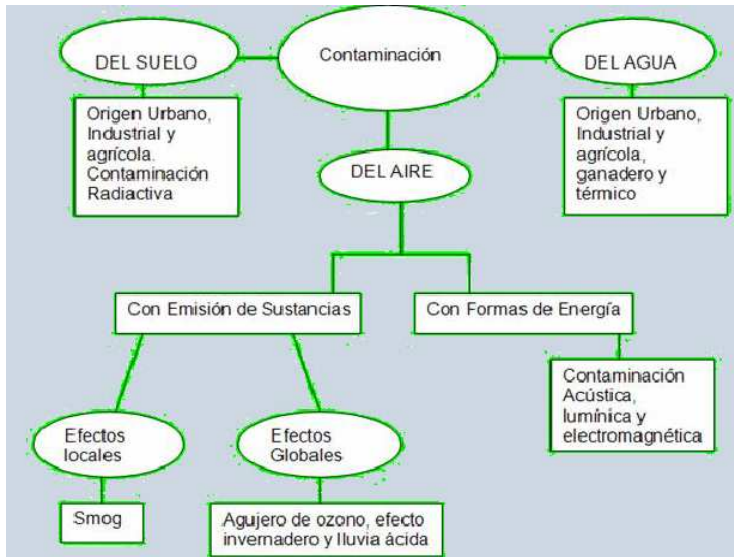 Contaminación
DEL SUELO
Origen Urbano,
Industrial y
agrícola.
Contaminación
Radiactiva
DEL AGUA
Origen Urbano,
Industrial y
agrícola,
ganadero y
térmico
DEL AIRE
Con Emisión de Sustancias
Con Formas de Energía
Efectos
locales
Smog
Efectos
Globales
Agujero de ozono, efecto
invernadero y lluvia ácida
Contaminación
Acústica,
lumínica y
electromagnética